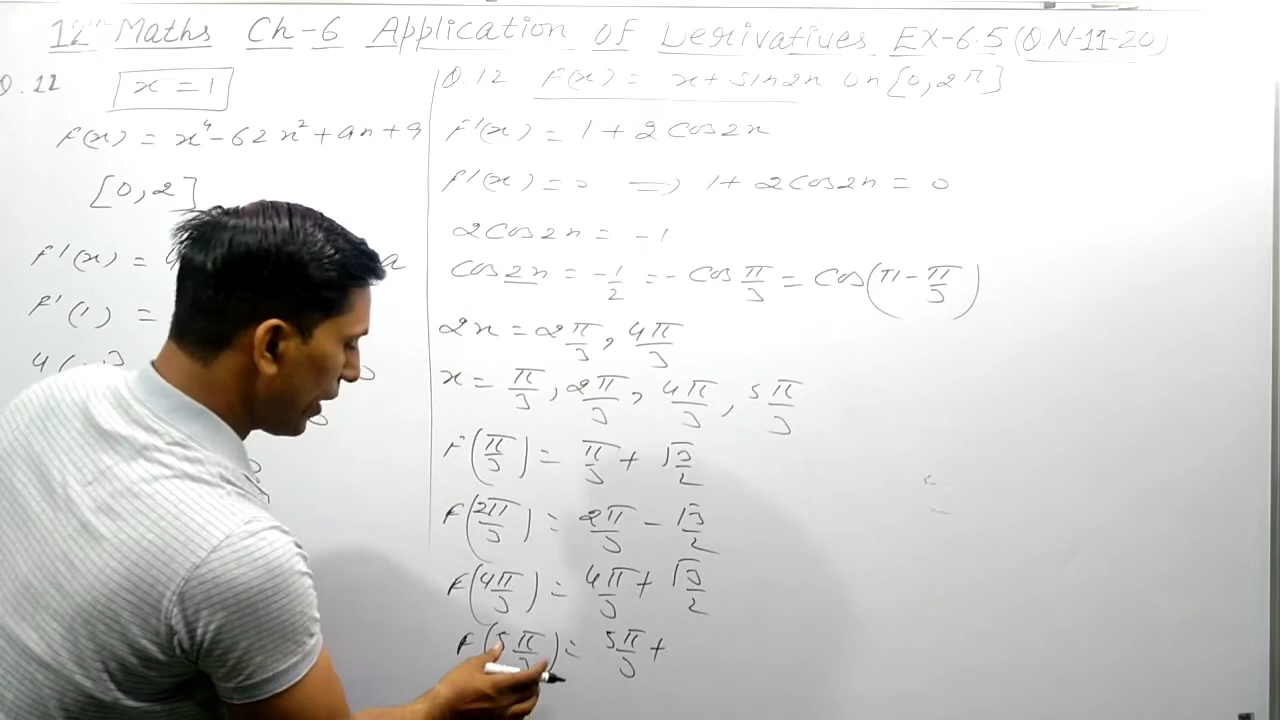 12th Maths Ch-6 Application OF Derivatives EX-6.5 (Q.N-11-20)
Q.11 x = 1
F(x) = x⁴ - 62x² + ax + 9
[0, 2]
F'(x) =
F'(1) =
Q.12 F(x) = x + sin2x on [0, 2π]
F'(x) = 1 + 2cos2x
F'(x) = 0 ⟹ 1 + 2cos2x = 0
2cos2x = -1
cos2x = -1/2 = -cos π/3 = cos(π - π/3)
2x = 2π/3, 4π/3
x = π/3, 2π/3, 4π/3, 5π/3
F(π/3) = π/3 + √3/2
F(2π/3) = 2π/3 - √3/2
F(4π/3) = 4π/3 + √3/2
F(5π/3) = 5π/3 +